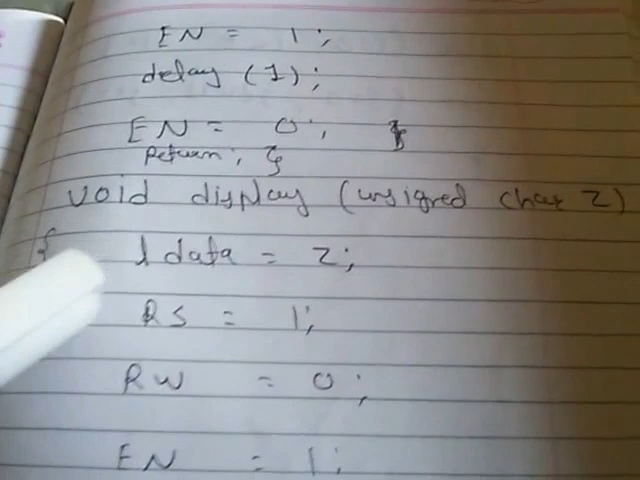 EN = 1;
delay (1);
EN = 0; }
return; }
void display (unsigned char z)
{ ldata = z;
RS = 1;
RW = 0;
EN = 1;